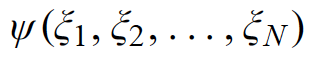 ψ(ξ₁, ξ₂, . . . , ξ_N)